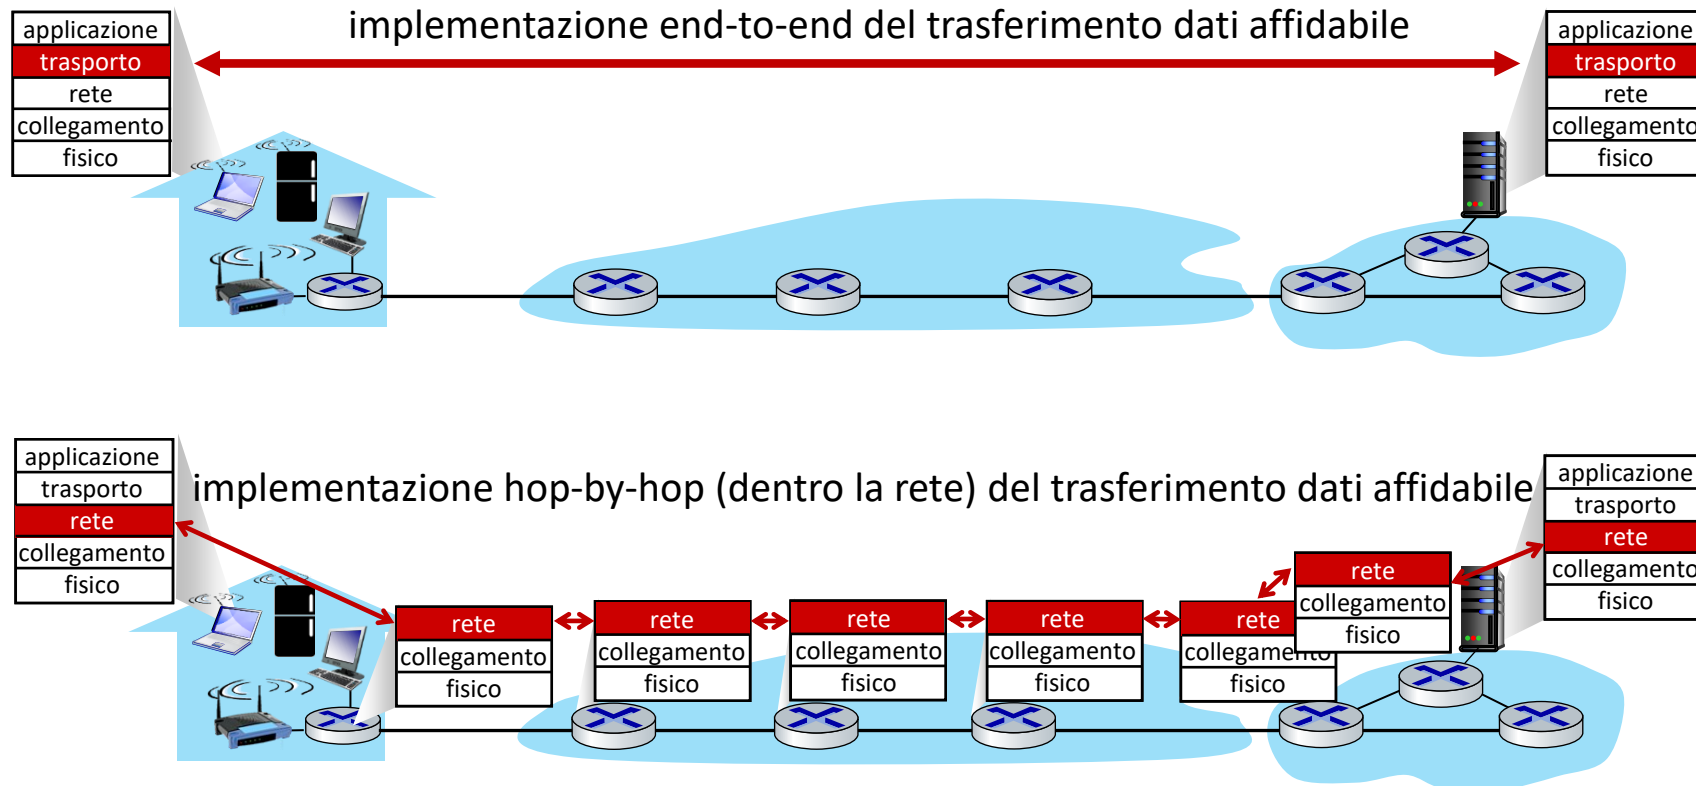 implementazione end-to-end del trasferimento dati affidabile
applicazione
trasporto
rete
collegamento
fisico
applicazione
trasporto
rete
collegamento
fisico
implementazione hop-by-hop (dentro la rete) del trasferimento dati affidabile
applicazione
trasporto
rete
collegamento
fisico
rete
collegamento
fisico
rete
collegamento
fisico
rete
collegamento
fisico
rete
collegamento
fisico
rete
collegamento
fisico
rete
collegamento
fisico
applicazione
trasporto
rete
collegamento
fisico